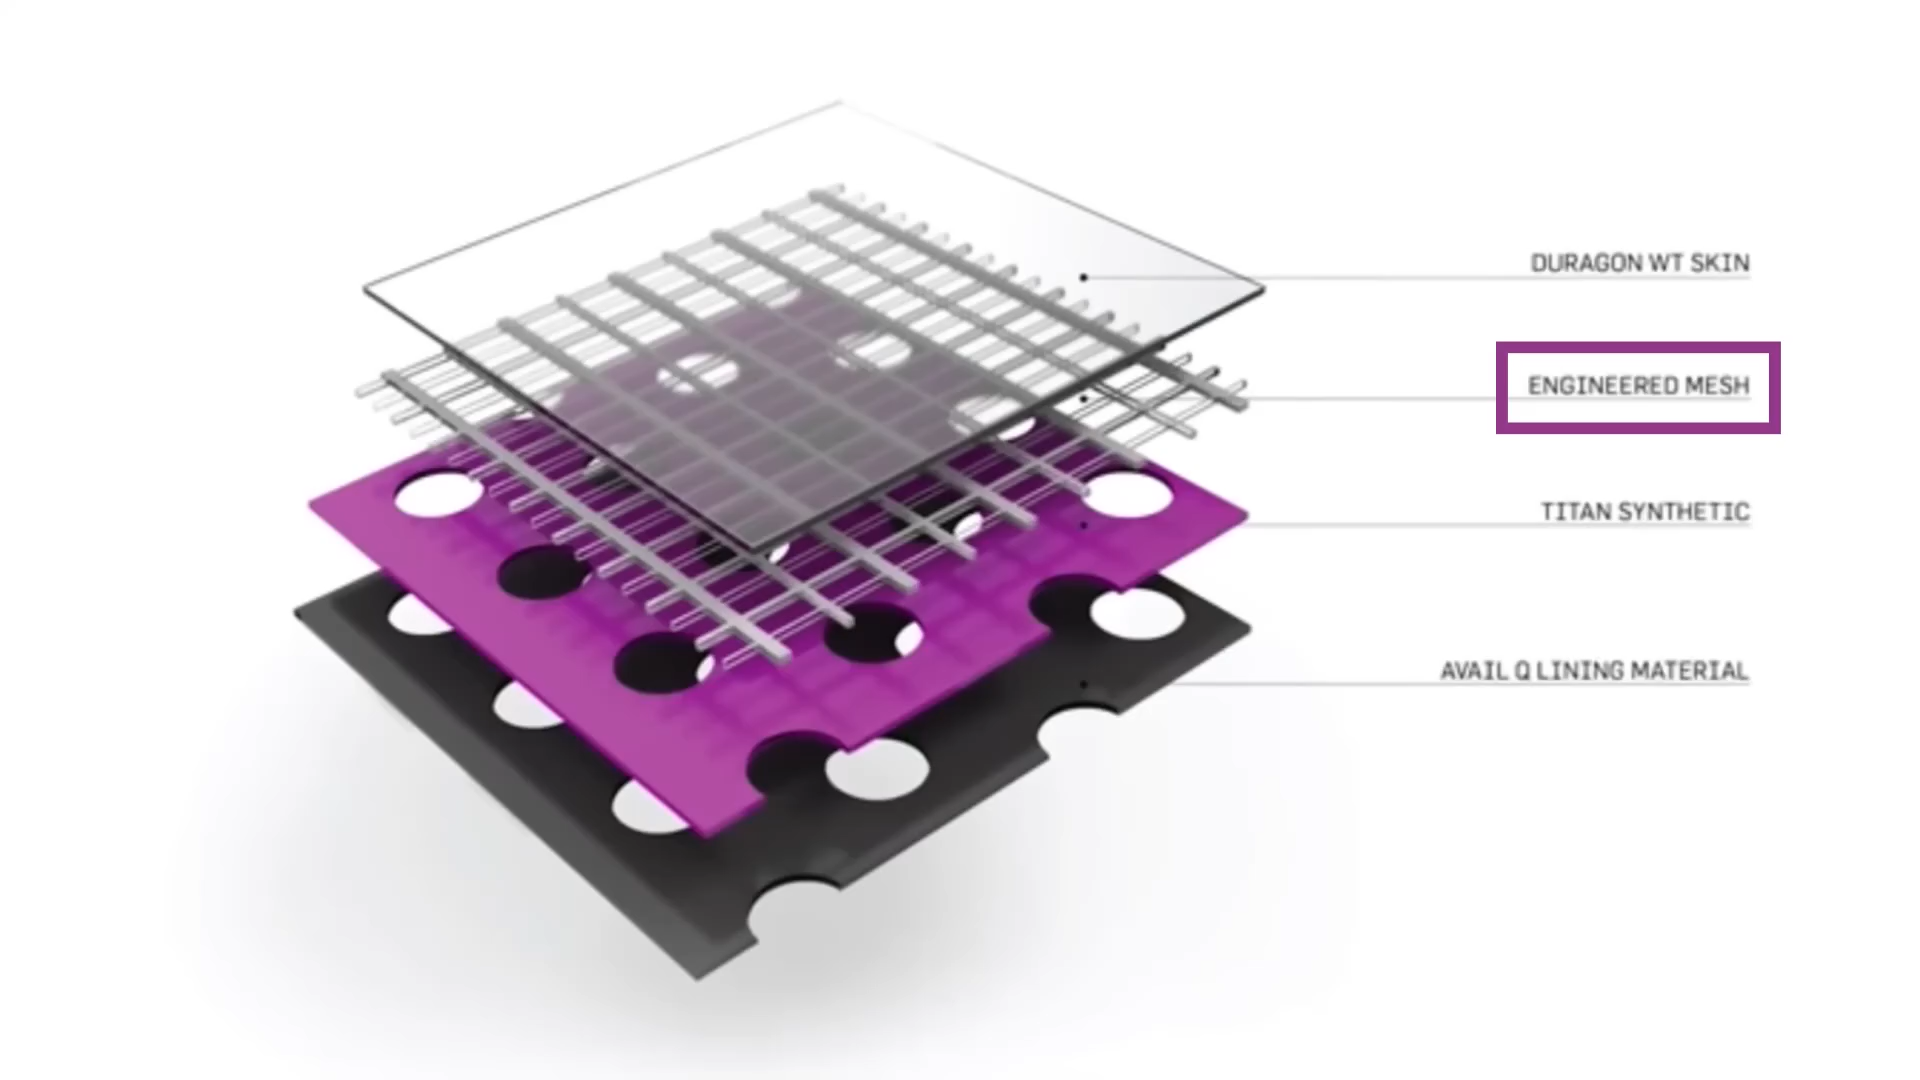 DURAGON WT SKIN
ENGINEERED MESH
TITAN SYNTHETIC
AVAIL Q LINING MATERIAL